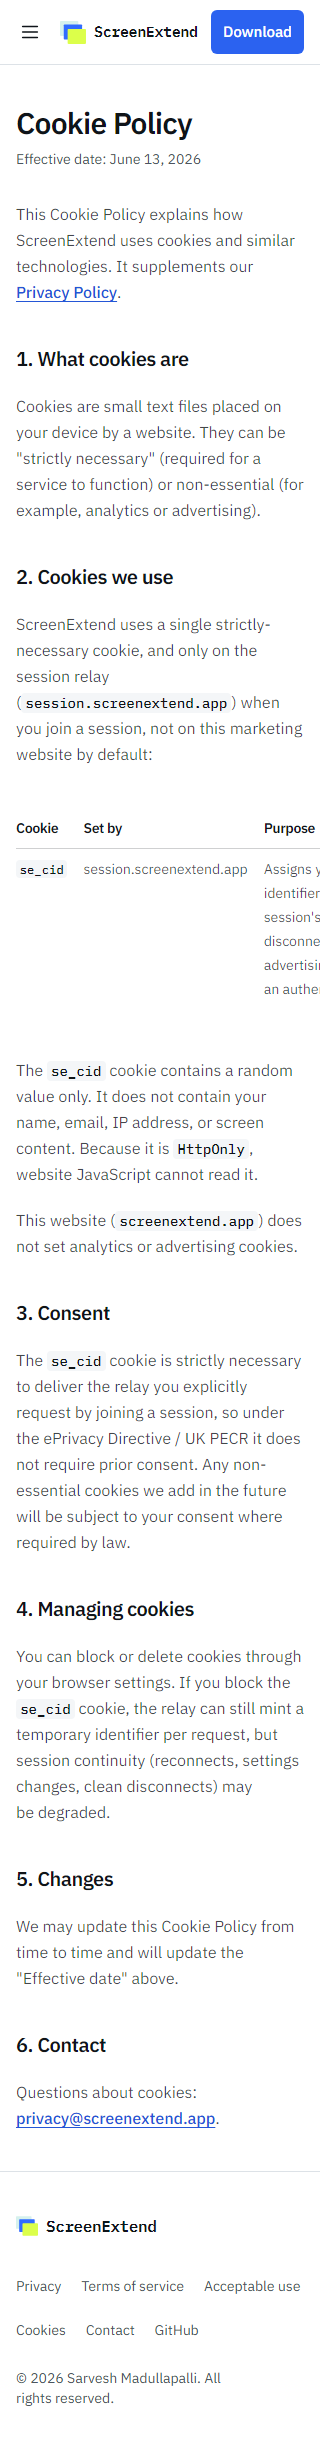 ScreenExtend Download
Cookie Policy
Effective date: June 13, 2026
This Cookie Policy explains how
ScreenExtend uses cookies and similar
technologies. It supplements our
Privacy Policy.
1. What cookies are
Cookies are small text files placed on
your device by a website. They can be
"strictly necessary" (required for a
service to function) or non-essential (for
example, analytics or advertising).
2. Cookies we use
ScreenExtend uses a single strictly-
necessary cookie, and only on the
session relay
(session.screenextend.app) when
you join a session, not on this marketing
website by default:
Cookie Set by Purpose
se_cid session.screenextend.app Assigns
identifier
session's
The se_cid cookie contains a random
value only. It does not contain your
name, email, IP address, or screen
content. Because it is HttpOnly,
website JavaScript cannot read it.
This website (screenextend.app) does
not set analytics or advertising cookies.
3. Consent
The se_cid cookie is strictly necessary
to deliver the relay you explicitly
request by joining a session, so under
the ePrivacy Directive / UK PECR it does
not require prior consent. Any non-
essential cookies we add in the future
will be subject to your consent where
required by law.
4. Managing cookies
You can block or delete cookies through
your browser settings. If you block the
se_cid cookie, the relay can still mint a
temporary identifier per request, but
session continuity (reconnects, settings
changes, clean disconnects) may
be degraded.
5. Changes
We may update this Cookie Policy from
time to time and will update the
"Effective date" above.
6. Contact
Questions about cookies:
privacy@screenextend.app.
ScreenExtend
Privacy Terms of service Acceptable use
Cookies Contact GitHub
© 2026 Sarvesh Madullapalli. All
rights reserved.